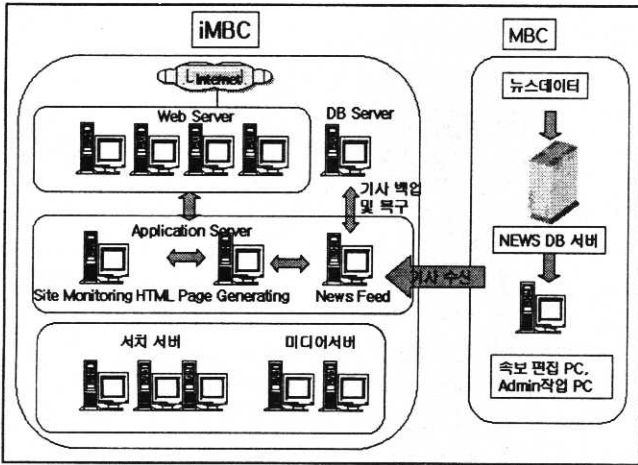 iMBC
MBC
Internet
Web Server
DB Server
기사 백업
및 복구
Application Server
Site Monitoring
HTML Page Generating
News Feed
기사 수신
서치 서버
미디어서버
뉴스데이터
NEWS DB 서버
속보 편집 PC,
Admin작업 PC